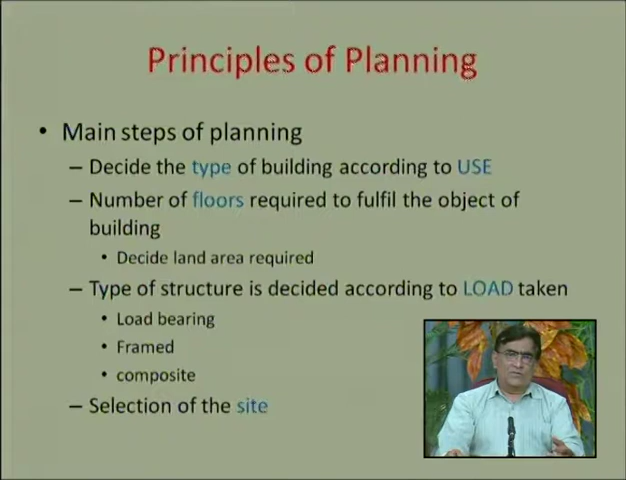 Principles of Planning
• Main steps of planning
– Decide the type of building according to USE
– Number of floors required to fulfil the object of
building
• Decide land area required
– Type of structure is decided according to LOAD taken
• Load bearing
• Framed
• composite
– Selection of the site